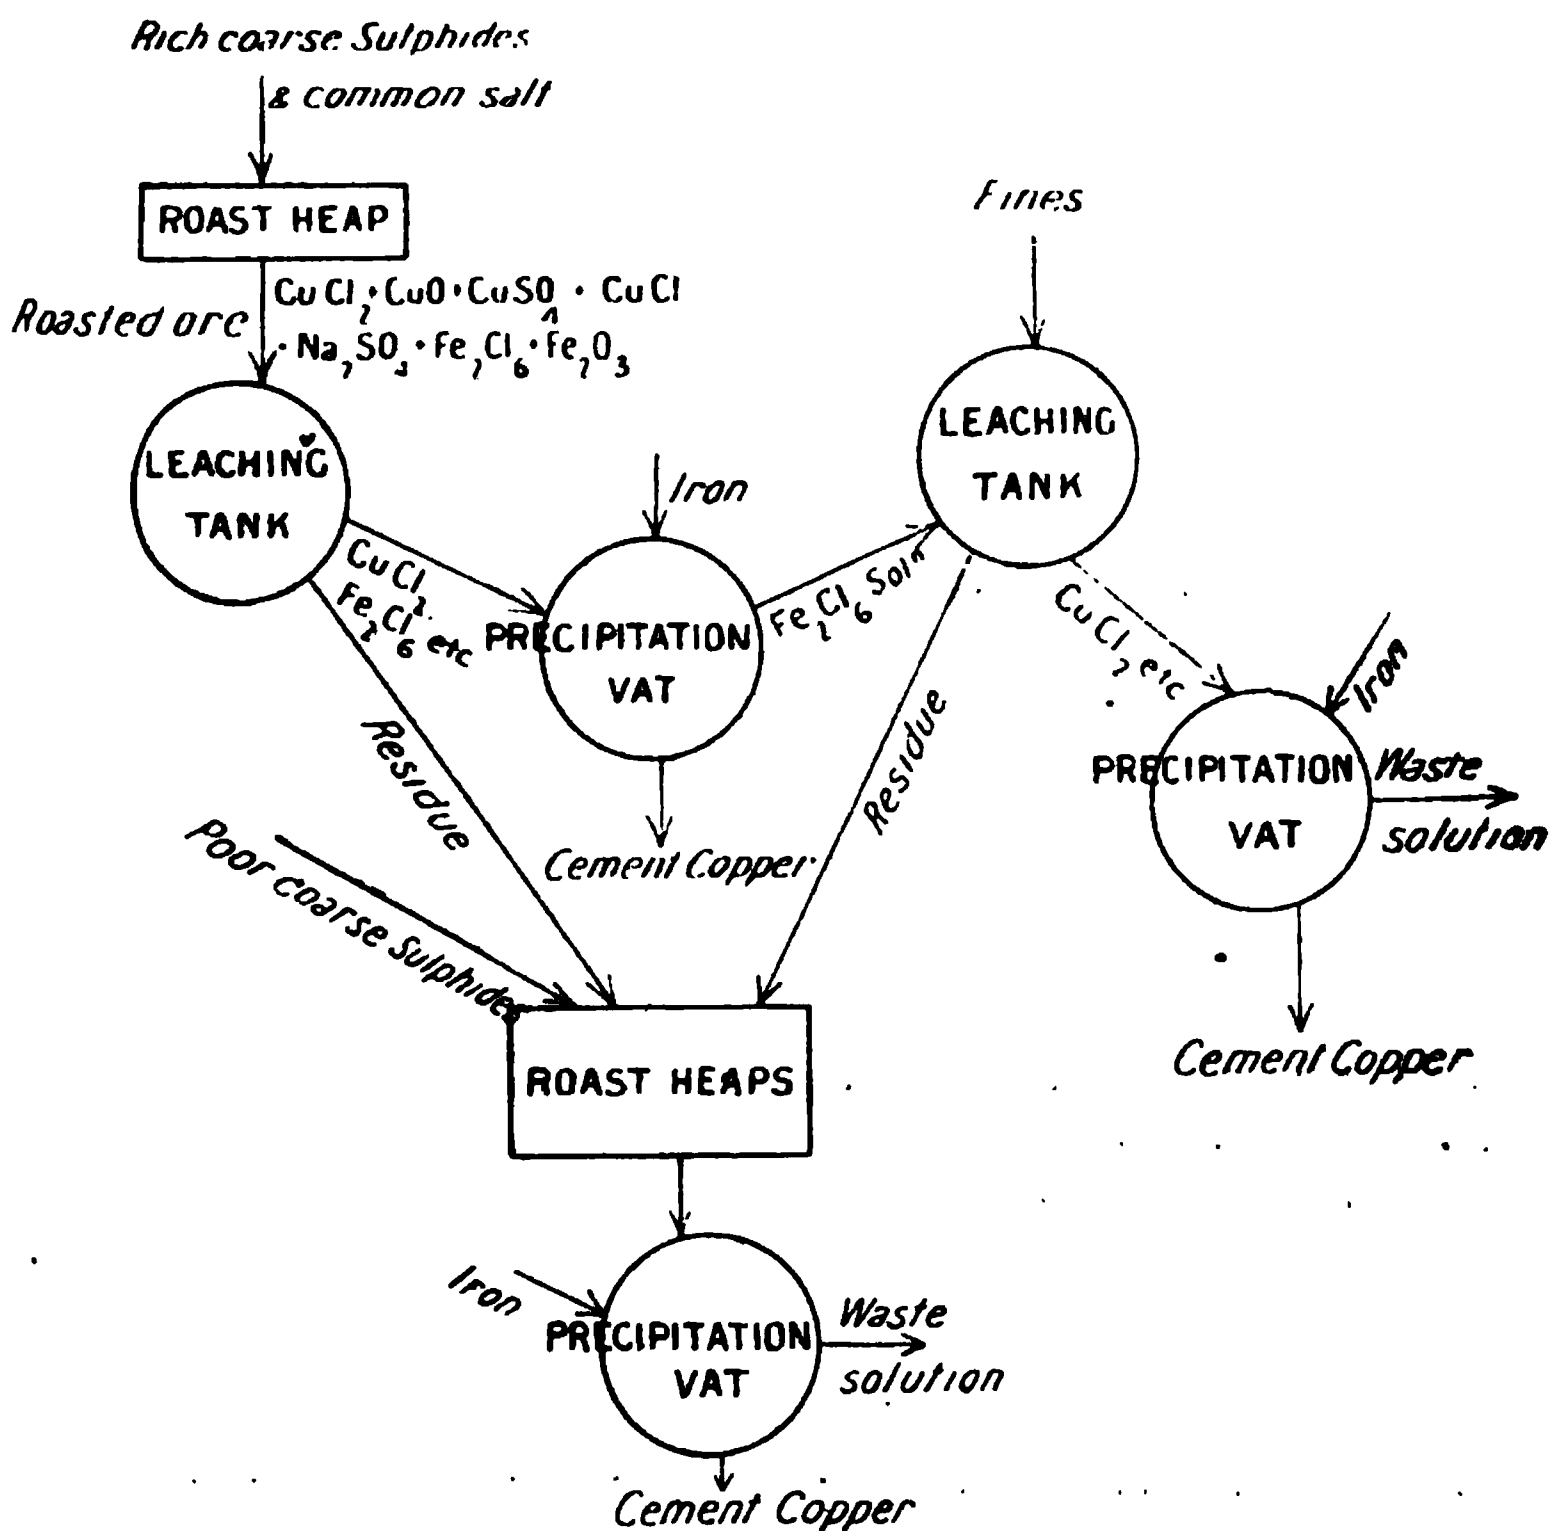 Rich coarse Sulphides
& common salt
ROAST HEAP
Roasted ore
CuCl₂ · CuO · CuSO₄ · CuCl
· Na₂SO₄ · Fe₂Cl₆ · Fe₂O₃
LEACHING
TANK
CuCl₂
Fe₂Cl₆ etc
Residue
Iron
PRECIPITATION
VAT
Cement Copper
Fe₂Cl₆ Solⁿ
Fines
LEACHING
TANK
Residue
CuCl₂ etc
Iron
PRECIPITATION
VAT
Waste
solution
Cement Copper
Poor coarse Sulphides
ROAST HEAPS
Iron
PRECIPITATION
VAT
Waste
solution
Cement Copper